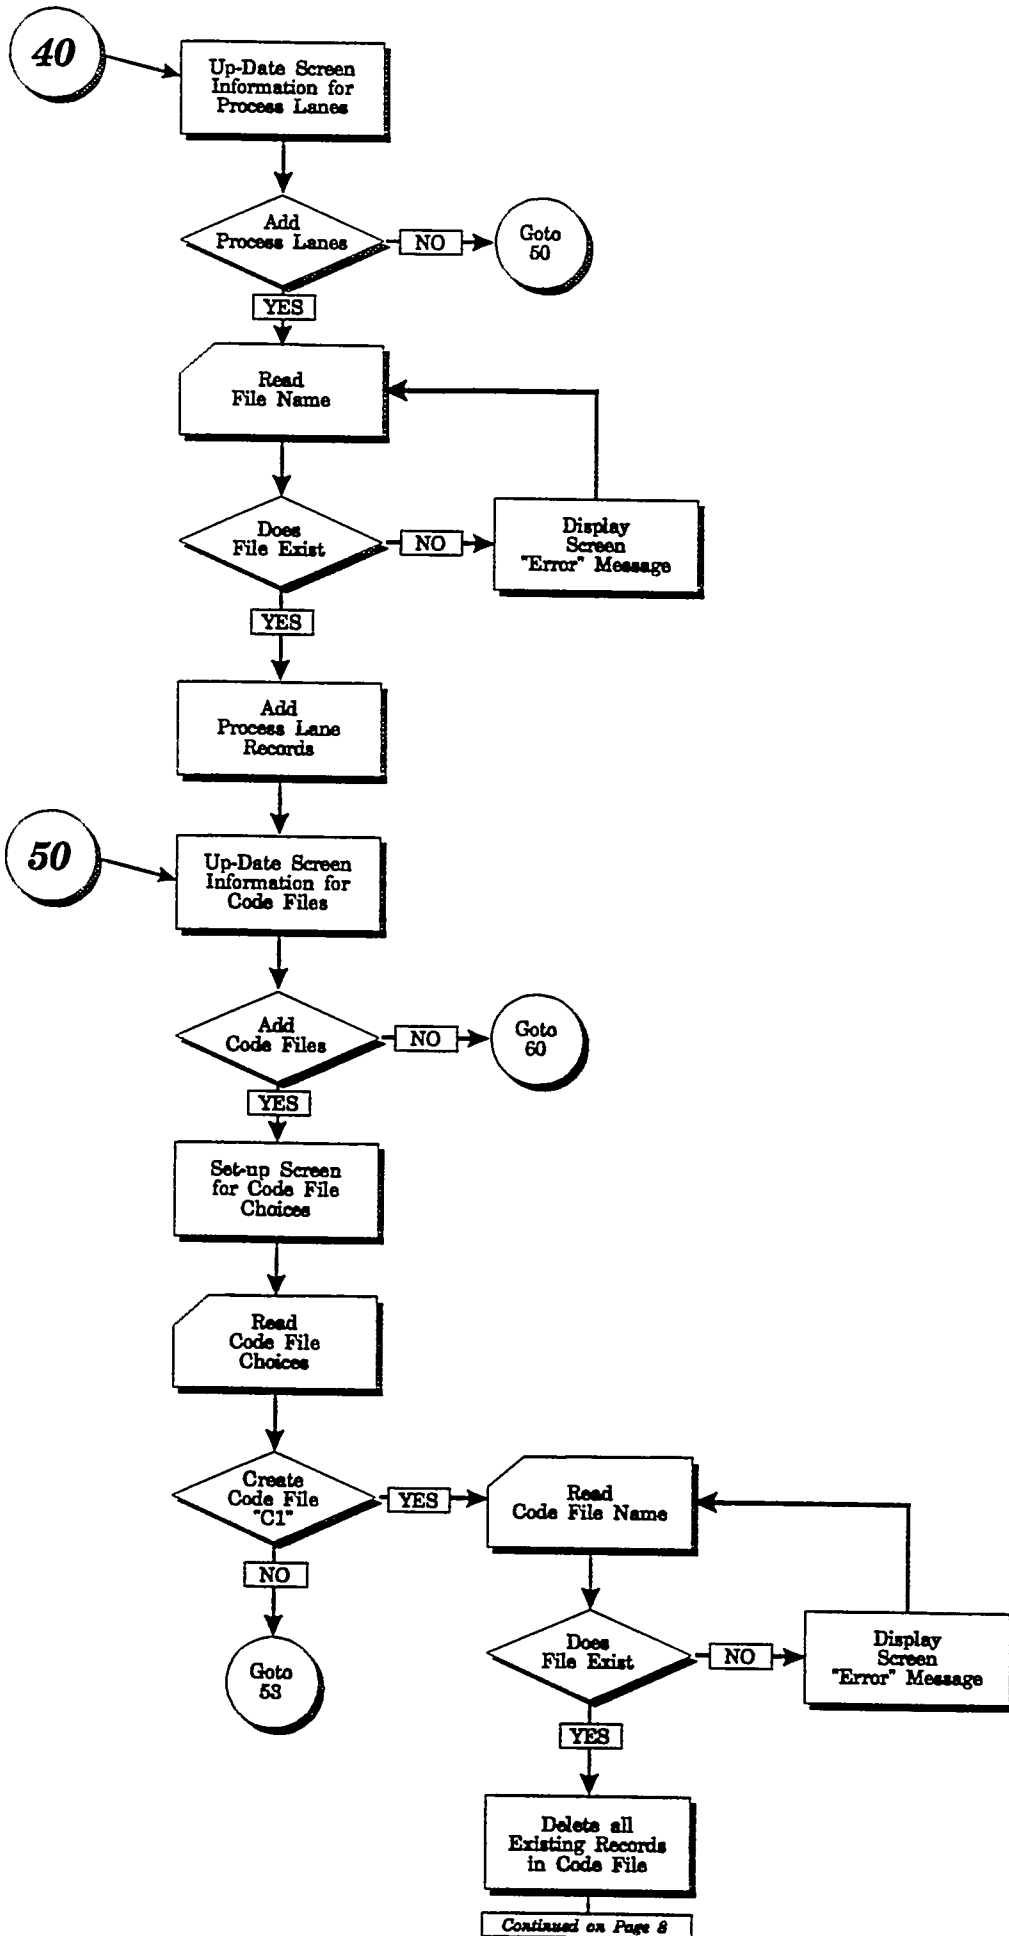 40
Up-Date Screen
Information for
Process Lanes
Add
Process Lanes
NO
Goto
50
YES
Read
File Name
Does
File Exist
NO
Display
Screen
"Error" Message
YES
Add
Process Lane
Records
50
Up-Date Screen
Information for
Code Files
Add
Code Files
NO
Goto
60
YES
Set-up Screen
for Code File
Choices
Read
Code File
Choices
Create
Code File
"C1"
YES
Read
Code File Name
NO
Goto
53
Does
File Exist
NO
Display
Screen
"Error" Message
YES
Delete all
Existing Records
in Code File
Continued on Page 8